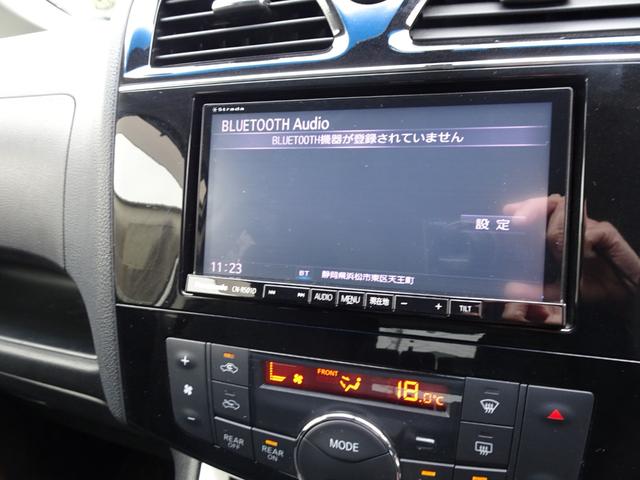 Strada
BLUETOOTH Audio
BLUETOOTH機器が登録されていません
設定
11:23
BT 静岡県浜松市東区天王町
Panasonic CN-RS01D AUDIO MENU 現在地 − + TILT
+
FRONT
18.0℃
−
MODE
REAR OFF
REAR ON